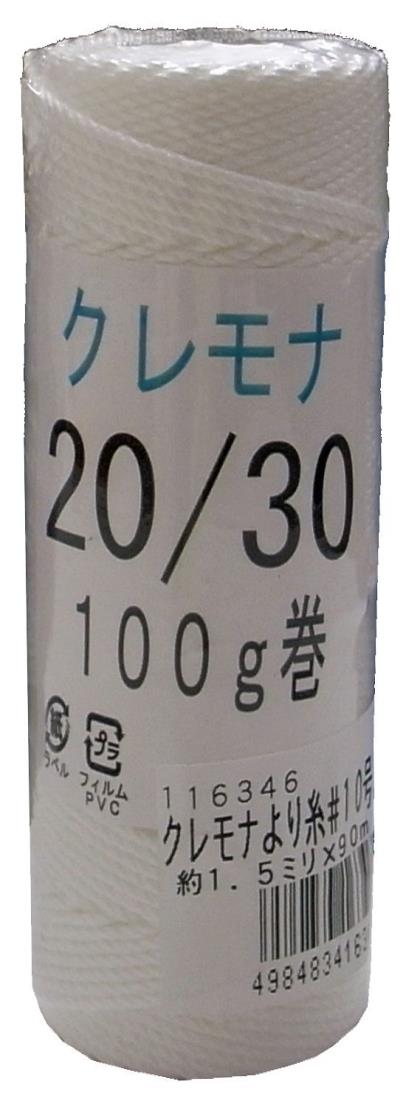 クレモナ
20/30
100g巻
紙 プラ
ラベル フィルム
PVC
116346
クレモナより糸#10号
約1.5ミリ×90m
4984834163